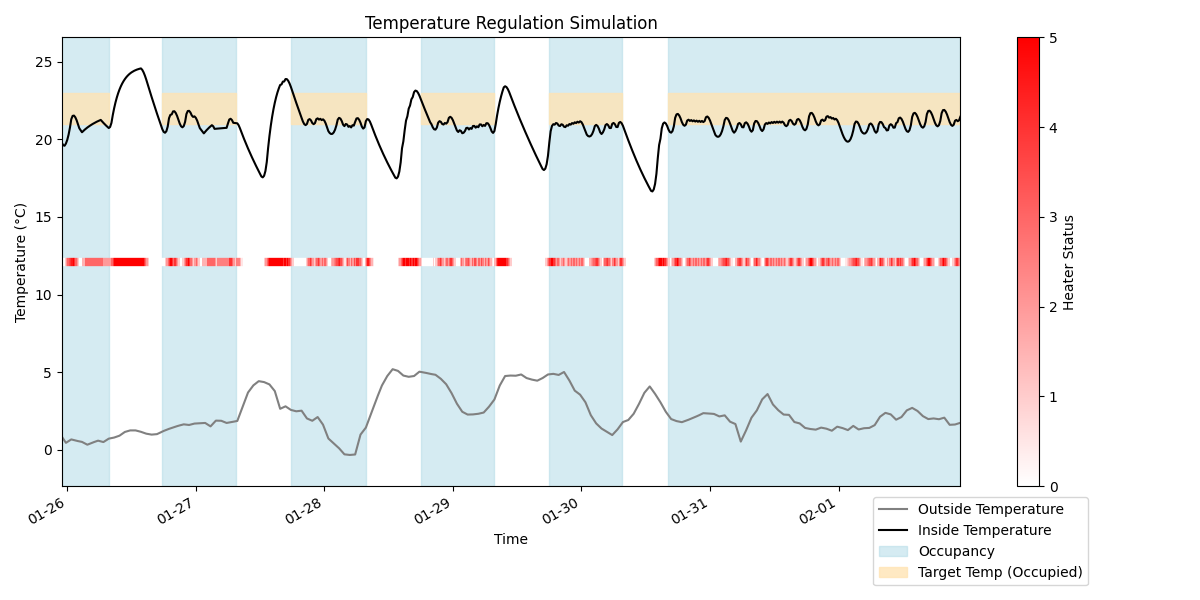 Temperature Regulation Simulation
25
20
15
10
5
0
Temperature (°C)
01-26
01-27
01-28
01-29
01-30
01-31
02-01
Time
5
4
3
2
1
0
Heater Status
Outside Temperature
Inside Temperature
Occupancy
Target Temp (Occupied)